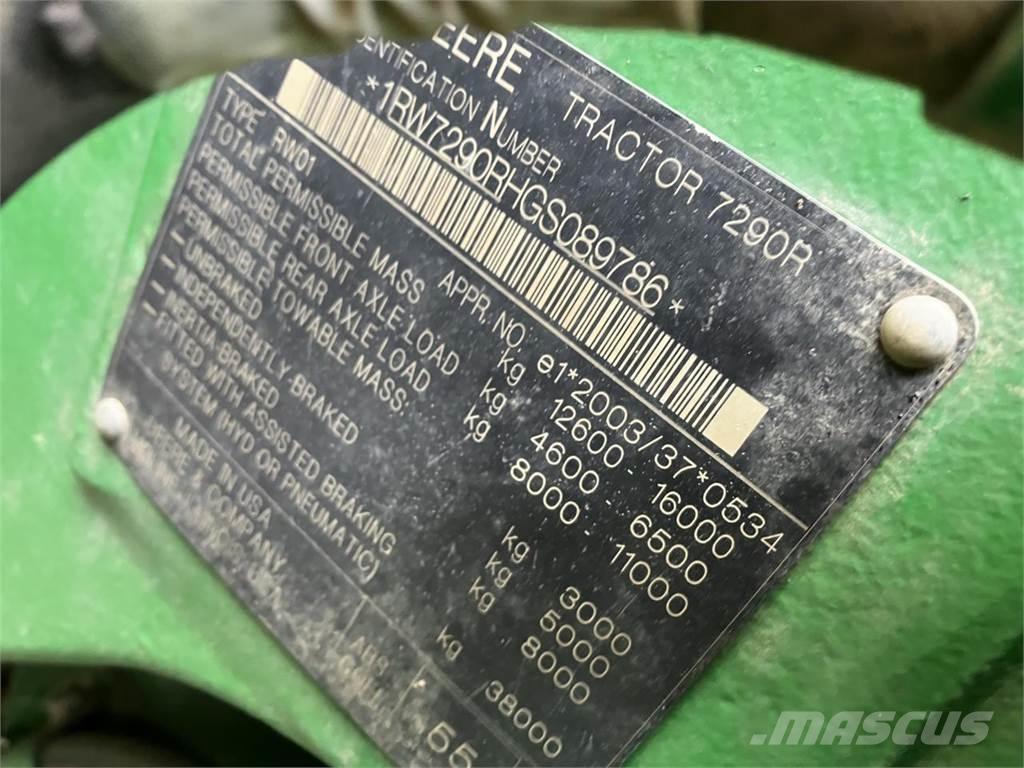 EERE TRACTOR 7290R
DENTIFICATION NUMBER
*1RW7290RHGS089786*
TYPE RW01 APPR. NO. e1*2003/37*0534
TOTAL PERMISSIBLE MASS kg 12600 - 16000
PERMISSIBLE FRONT AXLE LOAD kg 4600 - 6500
PERMISSIBLE REAR AXLE LOAD kg 8000 - 11000
PERMISSIBLE TOWABLE MASS:
-UNBRAKED kg 3000
-INDEPENDENTLY BRAKED kg 5000
-INERTIA-BRAKED kg 8000
-FITTED WITH ASSISTED BRAKING
SYSTEM (HYD OR PNEUMATIC) kg 38000
MADE IN USA
DEERE & COMPANY
MASCUS